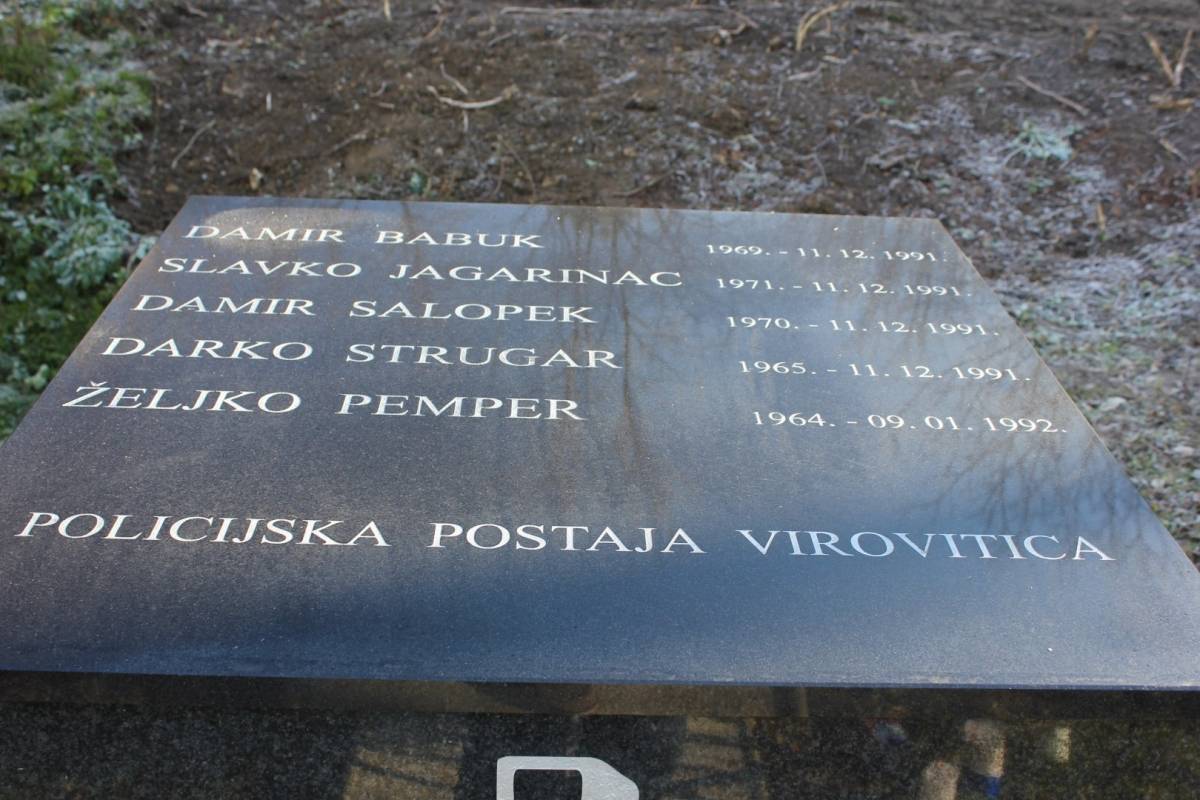 DAMIR BABUK 1969. - 11. 12. 1991.
SLAVKO JAGARINAC 1971. - 11. 12. 1991.
DAMIR SALOPEK 1970. - 11. 12. 1991.
DARKO STRUGAR 1965. - 11. 12. 1991.
ŽELJKO PEMPER 1964. - 09. 01. 1992.
POLICIJSKA POSTAJA VIROVITICA